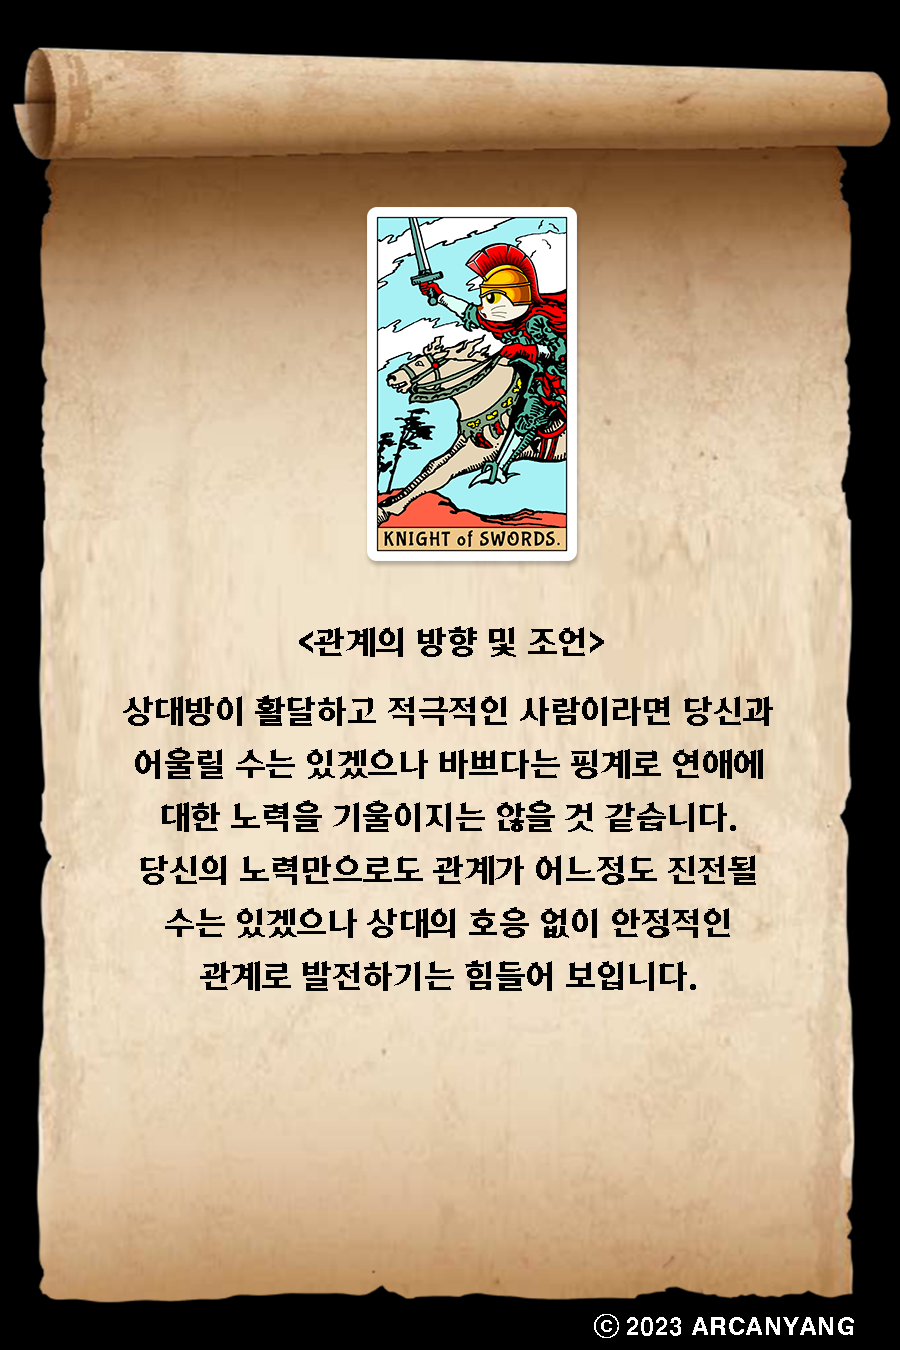 KNIGHT of SWORDS.
<관계의 방향 및 조언>
상대방이 활달하고 적극적인 사람이라면 당신과
어울릴 수는 있겠으나 바쁘다는 핑계로 연애에
대한 노력을 기울이지는 않을 것 같습니다.
당신의 노력만으로도 관계가 어느정도 진전될
수는 있겠으나 상대의 호응 없이 안정적인
관계로 발전하기는 힘들어 보입니다.
ⓒ 2023 ARCANYANG